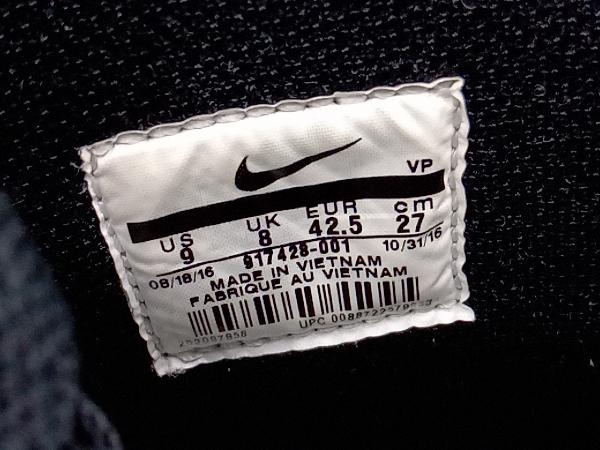 VP
US UK EUR cm
9 8 42.5 27
08/18/16 917428-001 10/31/16
MADE IN VIETNAM
FABRIQUE AU VIETNAM
UPC